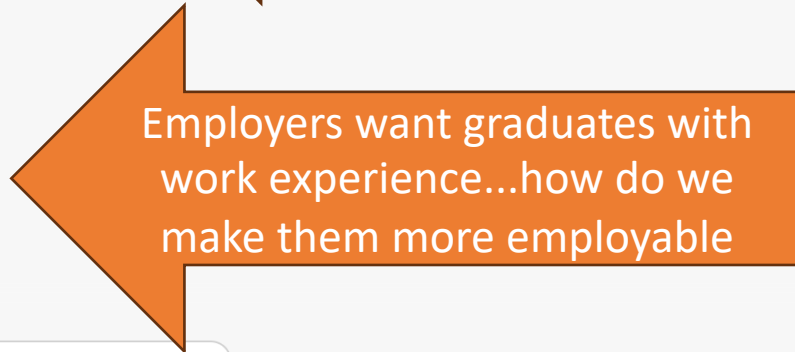 Employers want graduates with
work experience...how do we
make them more employable